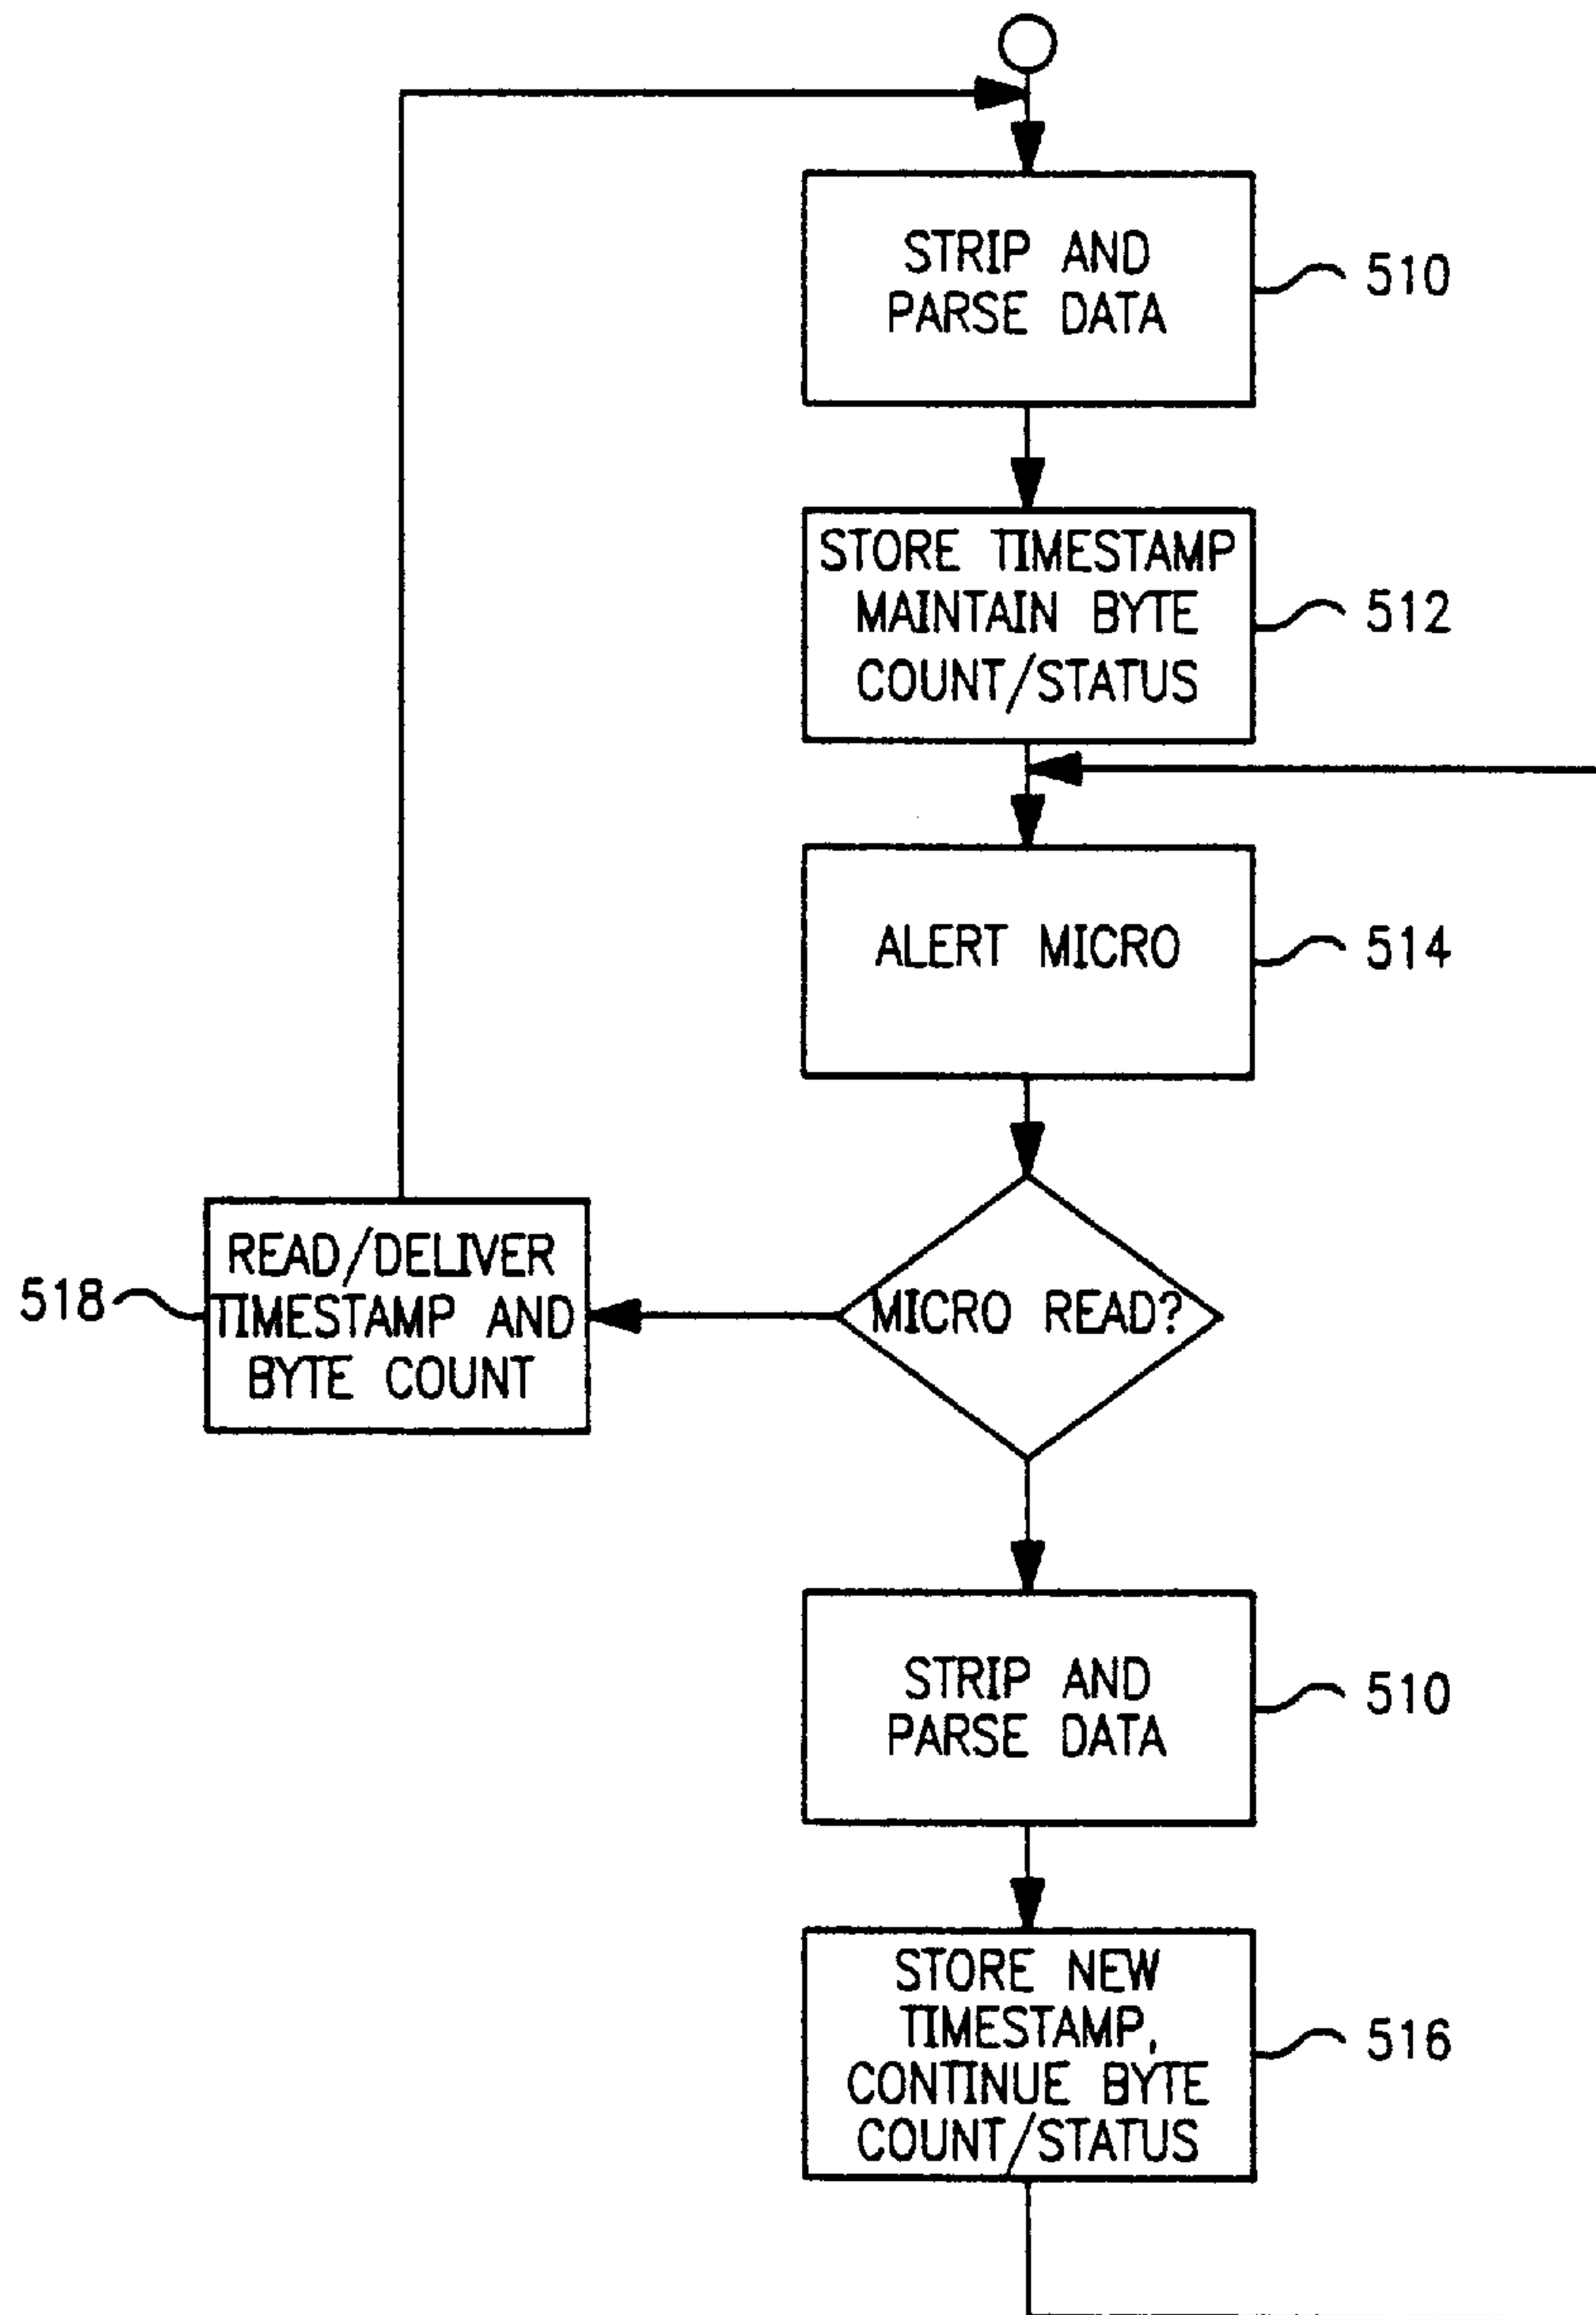 STRIP AND
PARSE DATA
510
STORE TIMESTAMP
MAINTAIN BYTE
COUNT/STATUS
512
ALERT MICRO
514
MICRO READ?
READ/DELIVER
TIMESTAMP AND
BYTE COUNT
518
STRIP AND
PARSE DATA
510
STORE NEW
TIMESTAMP,
CONTINUE BYTE
COUNT/STATUS
516